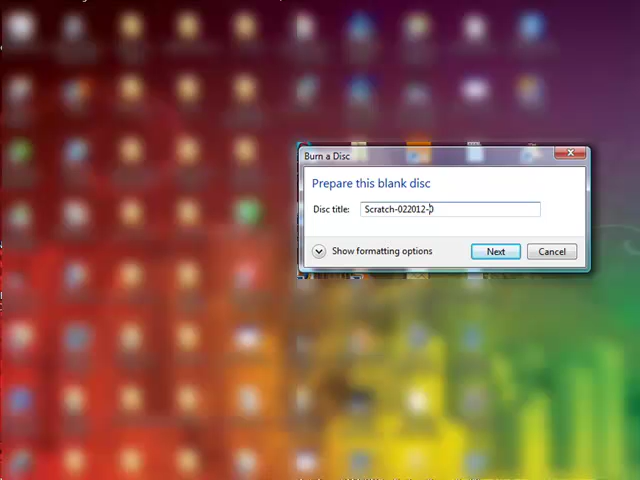 Burn a Disc
Prepare this blank disc
Disc title: Scratch-022012-0
Show formatting options
Next Cancel